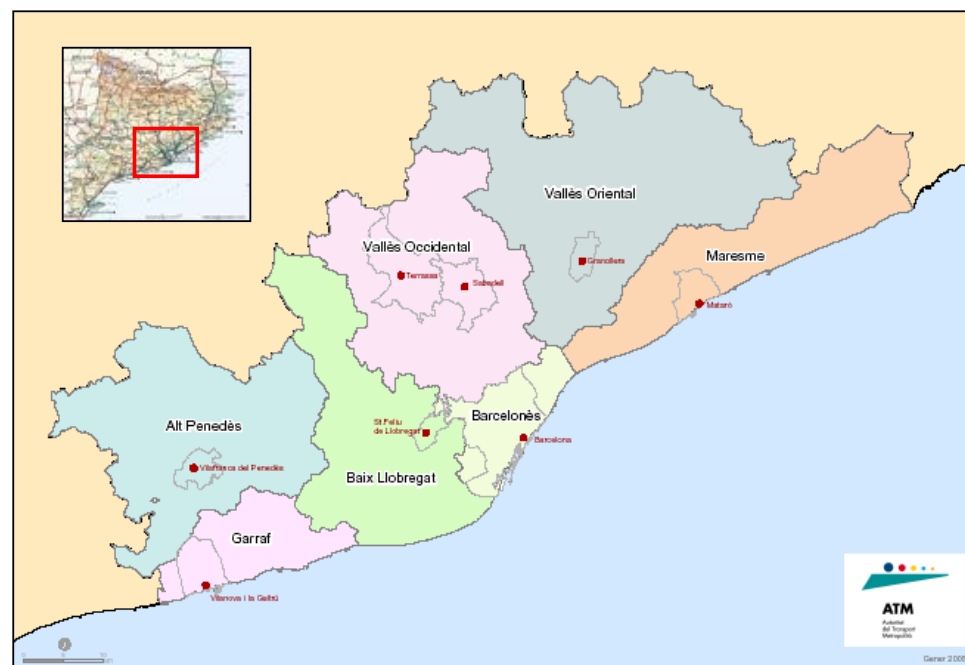 Vallès Oriental
Vallès Occidental
Granollers
Maresme
Terrassa
Sabadell
Mataró
Barcelonès
Alt Penedès
St.Feliu
de Llobregat
Barcelona
Vilafranca del Penedès
Baix Llobregat
Garraf
Vilanova i la Geltrú
ATM
Autoritat
del Transport
Metropolità